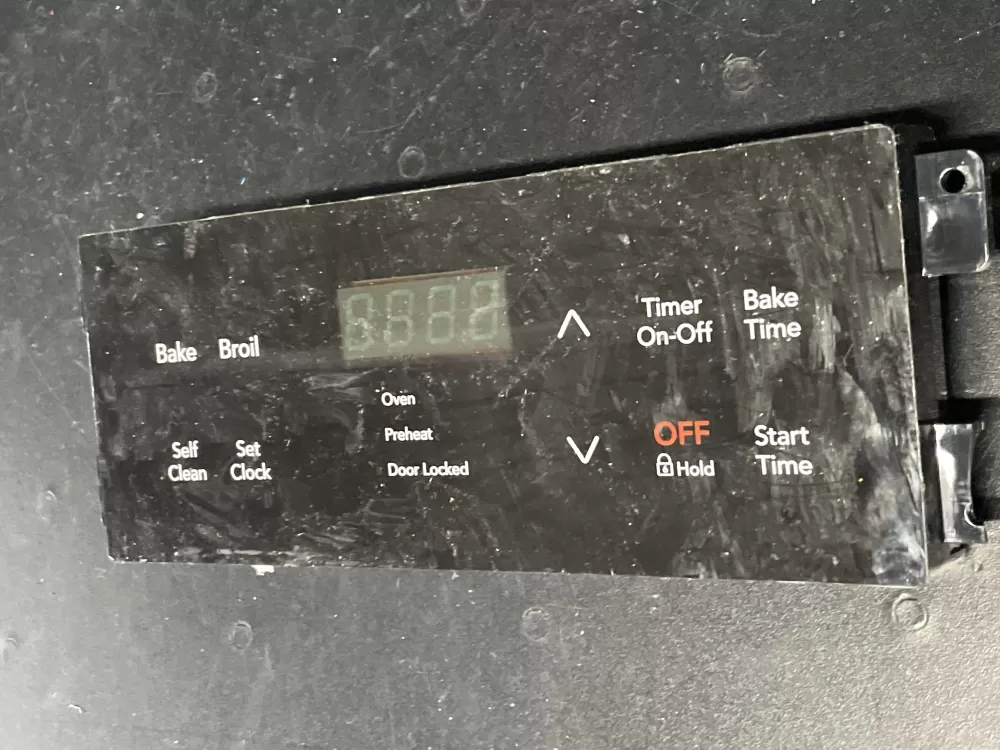 Bake Broil
Self
Clean
Set
Clock
Oven
Preheat
Door Locked
Timer
On-Off
Bake
Time
OFF
Hold
Start
Time